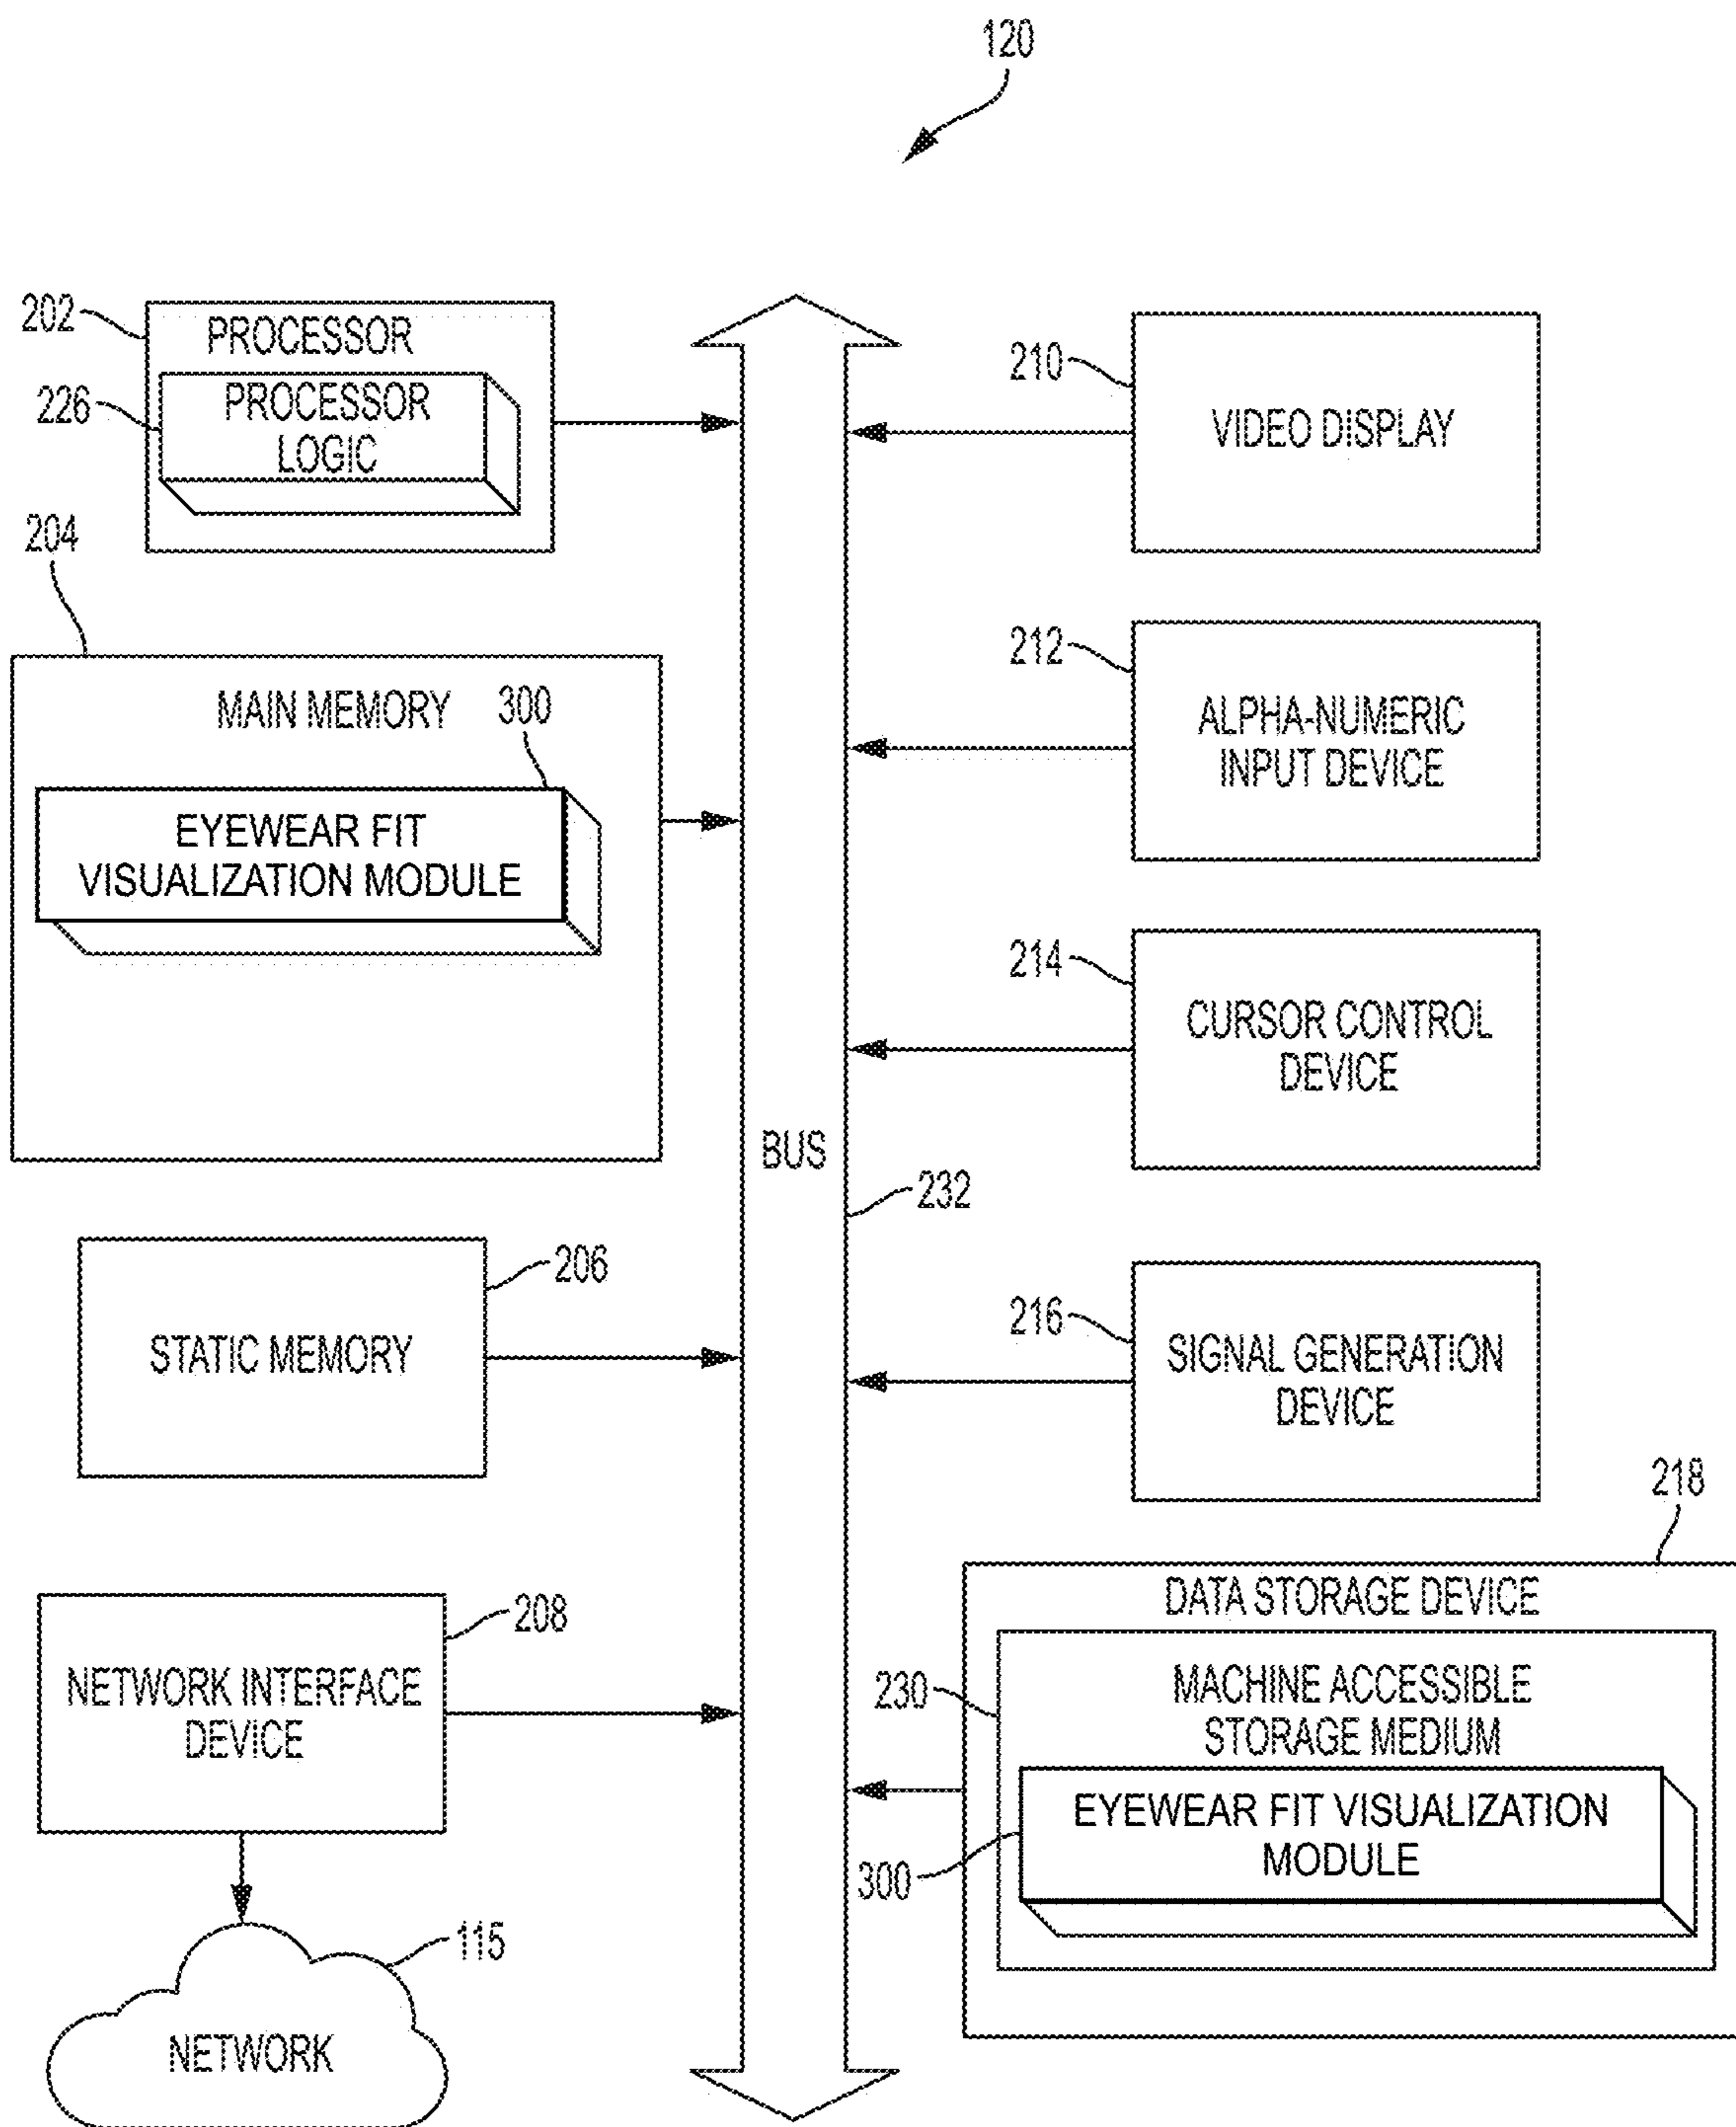 120
202
PROCESSOR
226
PROCESSOR
LOGIC
204
MAIN MEMORY
300
EYEWEAR FIT
VISUALIZATION MODULE
206
STATIC MEMORY
208
NETWORK INTERFACE
DEVICE
115
NETWORK
BUS
232
210
VIDEO DISPLAY
212
ALPHA-NUMERIC
INPUT DEVICE
214
CURSOR CONTROL
DEVICE
216
SIGNAL GENERATION
DEVICE
218
DATA STORAGE DEVICE
230
MACHINE ACCESSIBLE
STORAGE MEDIUM
EYEWEAR FIT VISUALIZATION
MODULE
300